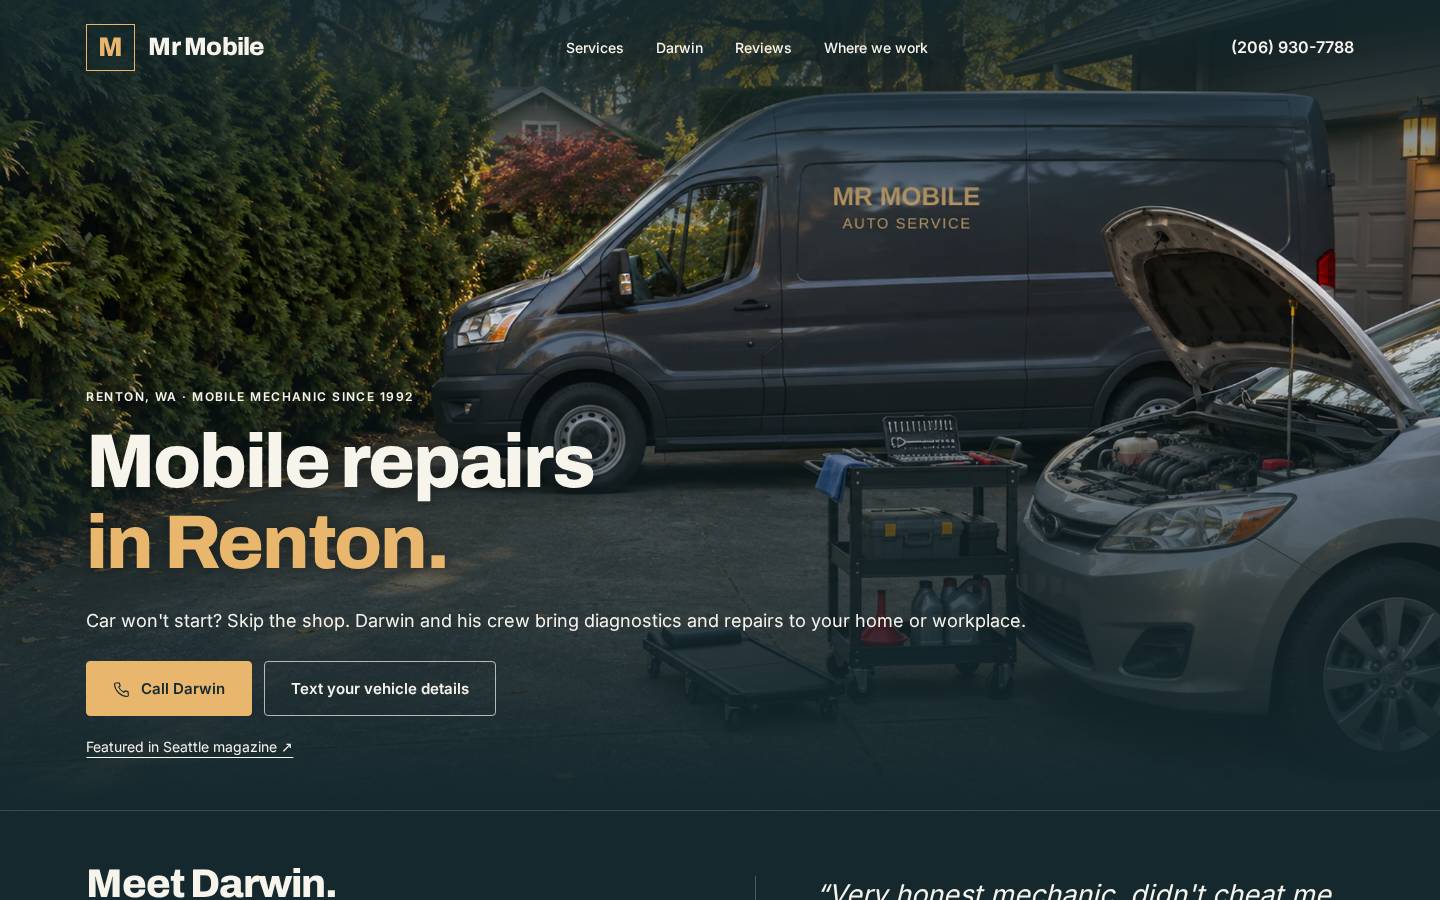 M
Mr Mobile
Services
Darwin
Reviews
Where we work
(206) 930-7788
MR MOBILE
AUTO SERVICE
RENTON, WA · MOBILE MECHANIC SINCE 1992
Mobile repairs
in Renton.
Car won't start? Skip the shop. Darwin and his crew bring diagnostics and repairs to your home or workplace.
Call Darwin
Text your vehicle details
Featured in Seattle magazine ↗
Meet Darwin.
“Very honest mechanic, didn't cheat me